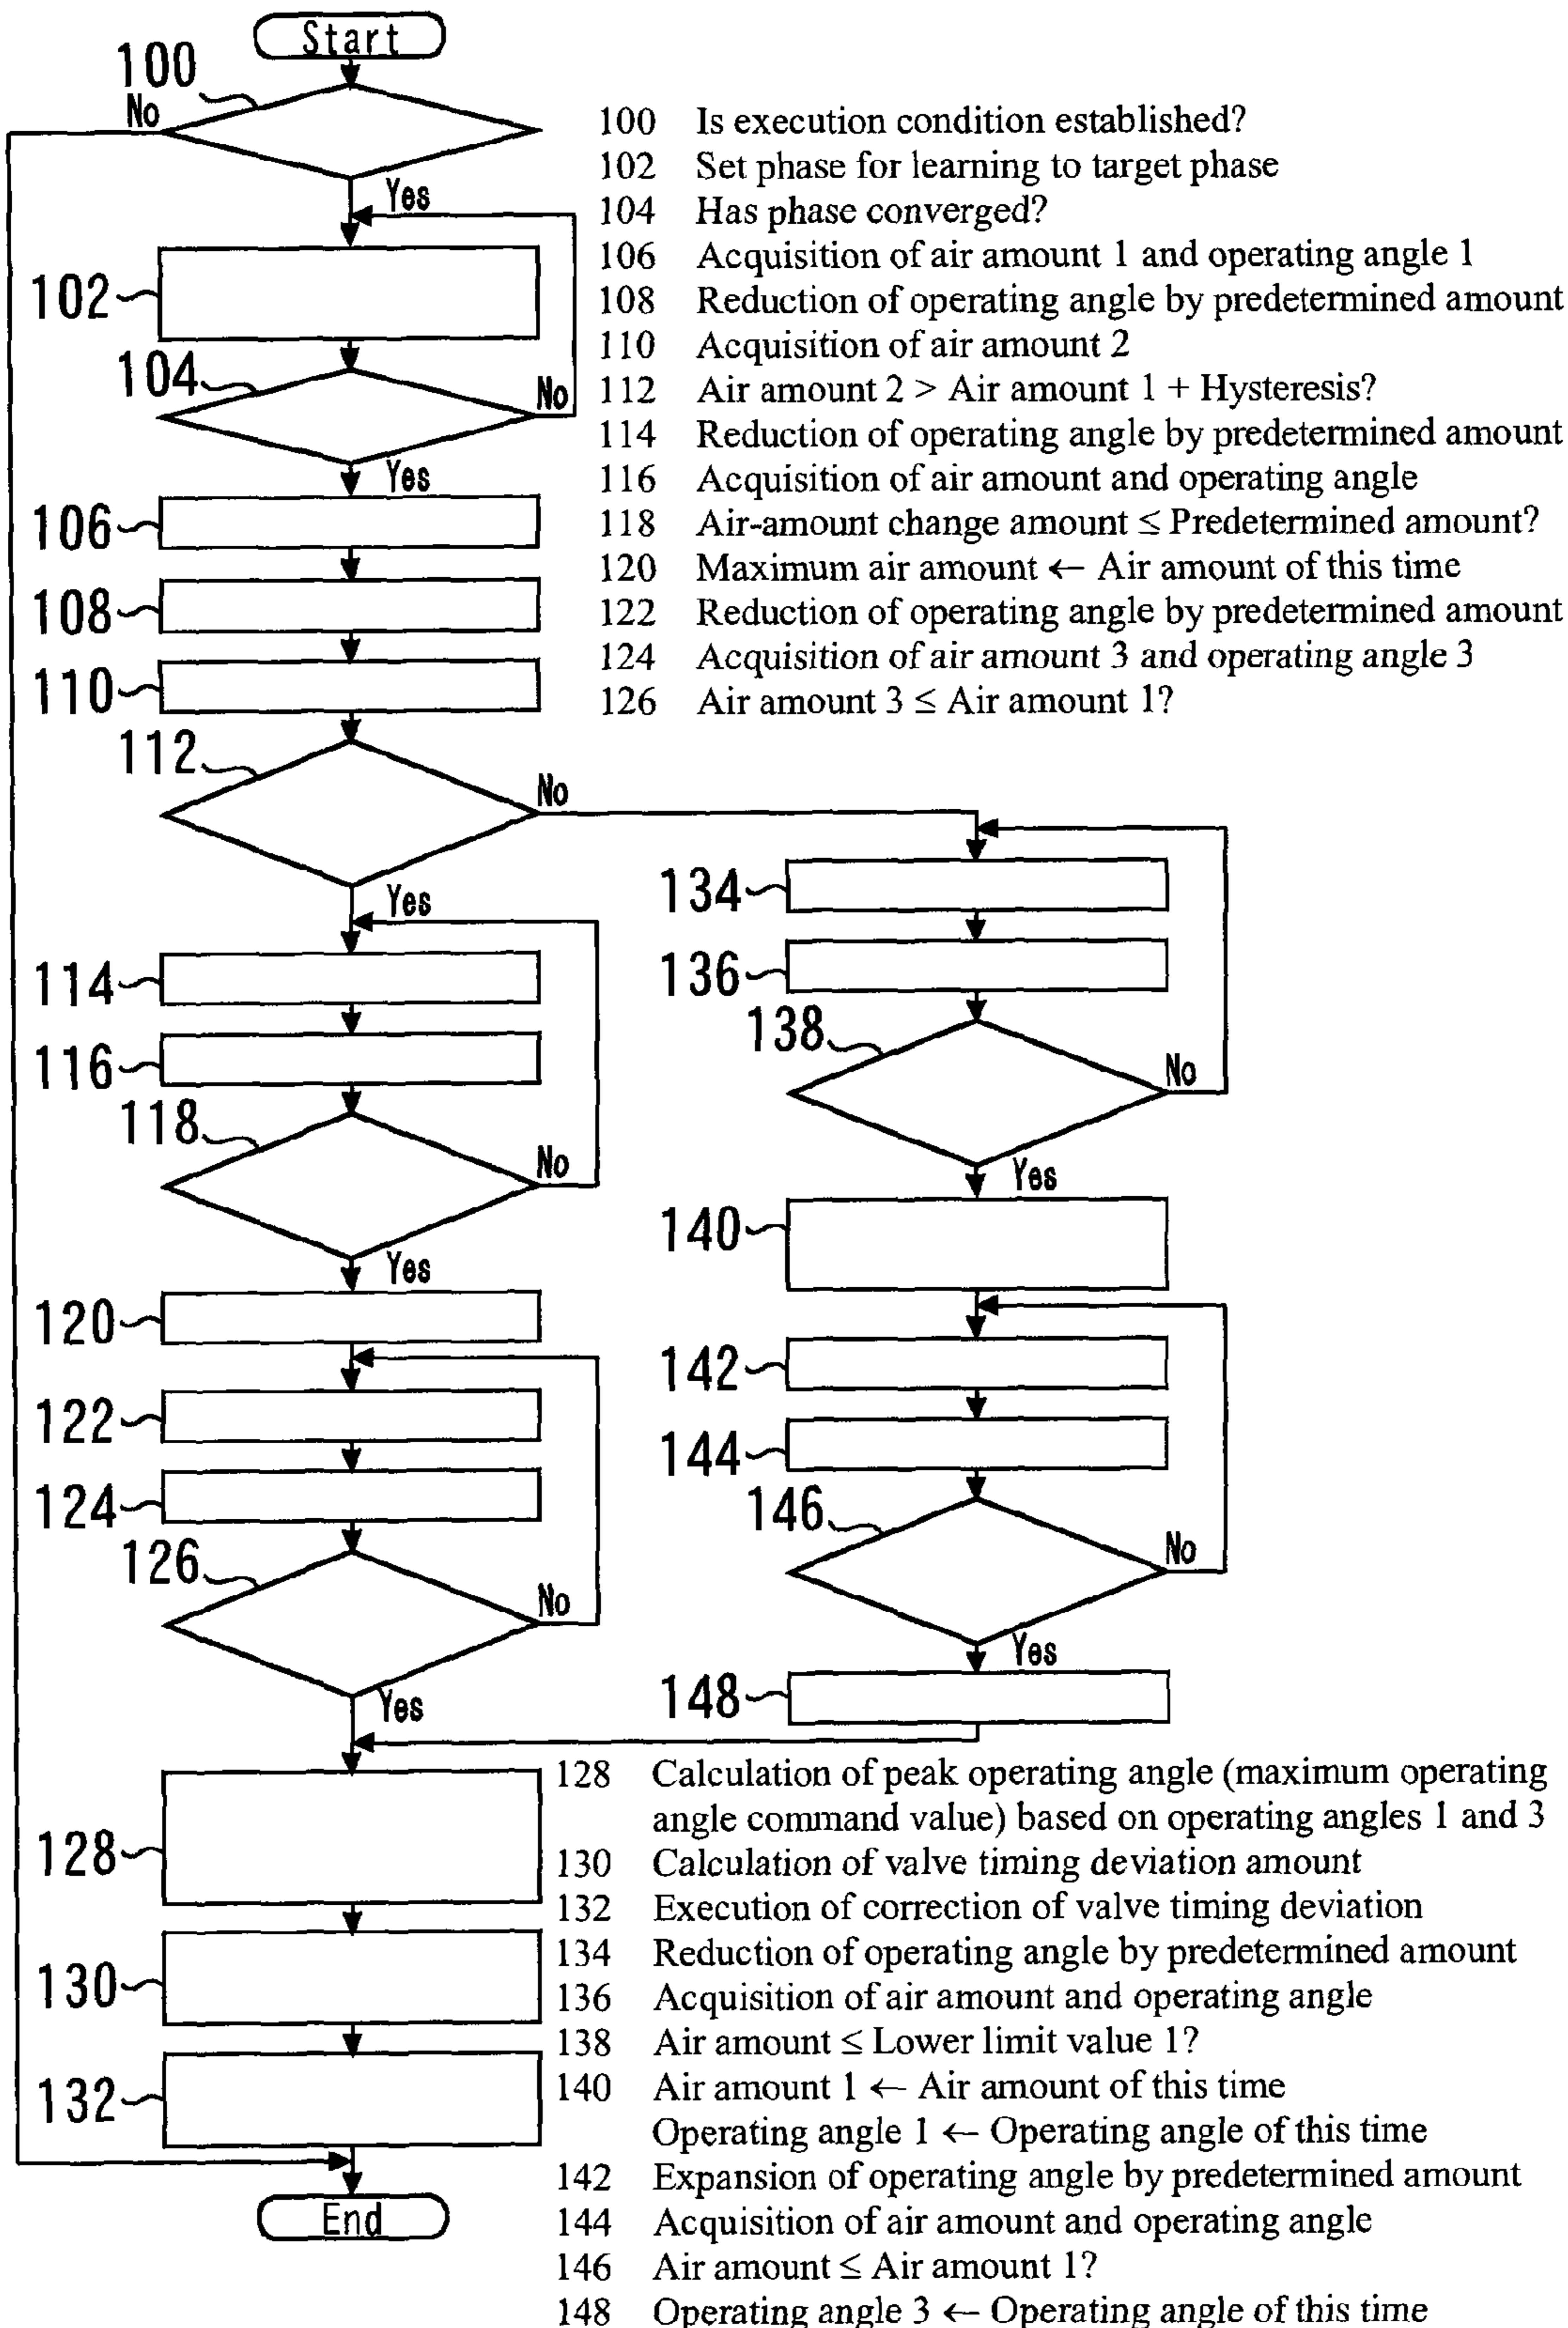 Start
100
No
100 Is execution condition established?
102 Set phase for learning to target phase
Yes
104 Has phase converged?
106 Acquisition of air amount 1 and operating angle 1
102
108 Reduction of operating angle by predetermined amount
110 Acquisition of air amount 2
104
No
112 Air amount 2 > Air amount 1 + Hysteresis?
114 Reduction of operating angle by predetermined amount
Yes
116 Acquisition of air amount and operating angle
106
118 Air-amount change amount ≤ Predetermined amount?
120 Maximum air amount ← Air amount of this time
108
122 Reduction of operating angle by predetermined amount
124 Acquisition of air amount 3 and operating angle 3
110
126 Air amount 3 ≤ Air amount 1?
112
No
134
Yes
114
136
116
138
No
118
No
Yes
140
Yes
120
142
122
144
124
146
126
No
No
Yes
148
Yes
128 Calculation of peak operating angle (maximum operating
angle command value) based on operating angles 1 and 3
128
130 Calculation of valve timing deviation amount
132 Execution of correction of valve timing deviation
134 Reduction of operating angle by predetermined amount
130
136 Acquisition of air amount and operating angle
138 Air amount ≤ Lower limit value 1?
140 Air amount 1 ← Air amount of this time
132
Operating angle 1 ← Operating angle of this time
142 Expansion of operating angle by predetermined amount
End
144 Acquisition of air amount and operating angle
146 Air amount ≤ Air amount 1?
148 Operating angle 3 ← Operating angle of this time